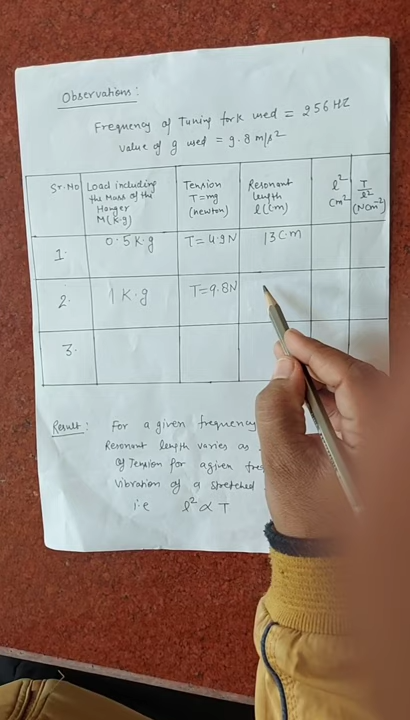 Observations:
Frequency of Tuning fork used = 256 HZ
Value of g used = 9.8 m/s²
Sr.No
Load including
the Mass of the
Hanger
M(K.g)
Tension
T=mg
(newton)
Resonant
length
l(C.m)
l²
cm²
T
l²
(Ncm⁻²)
1.
0.5 K.g
T=4.9N
13 C.m
2.
1 K.g
T=9.8N
3.
Result: For a given frequency
Resonant length varies as
of Tension for a given
vibration of a stretched
i.e l² ∝ T